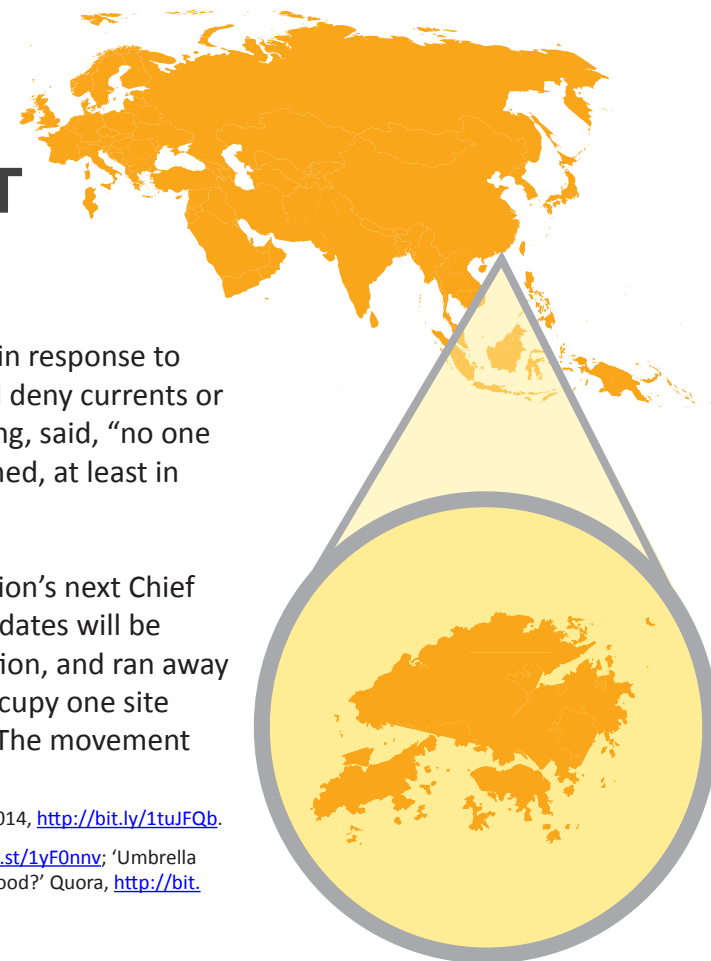 T
in response to
deny currents or
ng, said, “no one
ned, at least in
ion’s next Chief
dates will be
ion, and ran away
cupy one site
The movement
014, http://bit.ly/1tuJFQb.
.st/1yF0nnv; ‘Umbrella
ood?’ Quora, http://bit.